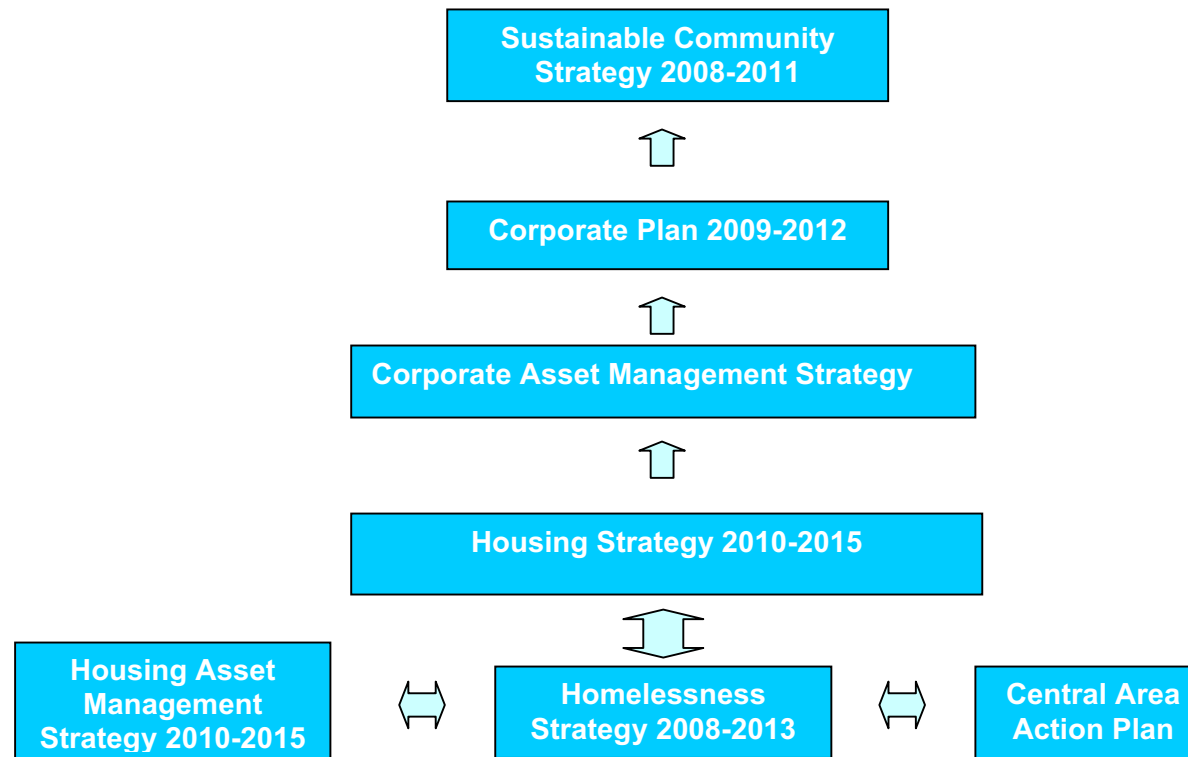 Sustainable Community
Strategy 2008-2011
Corporate Plan 2009-2012
Corporate Asset Management Strategy
Housing Strategy 2010-2015
Housing Asset
Management
Strategy 2010-2015
Homelessness
Strategy 2008-2013
Central Area
Action Plan